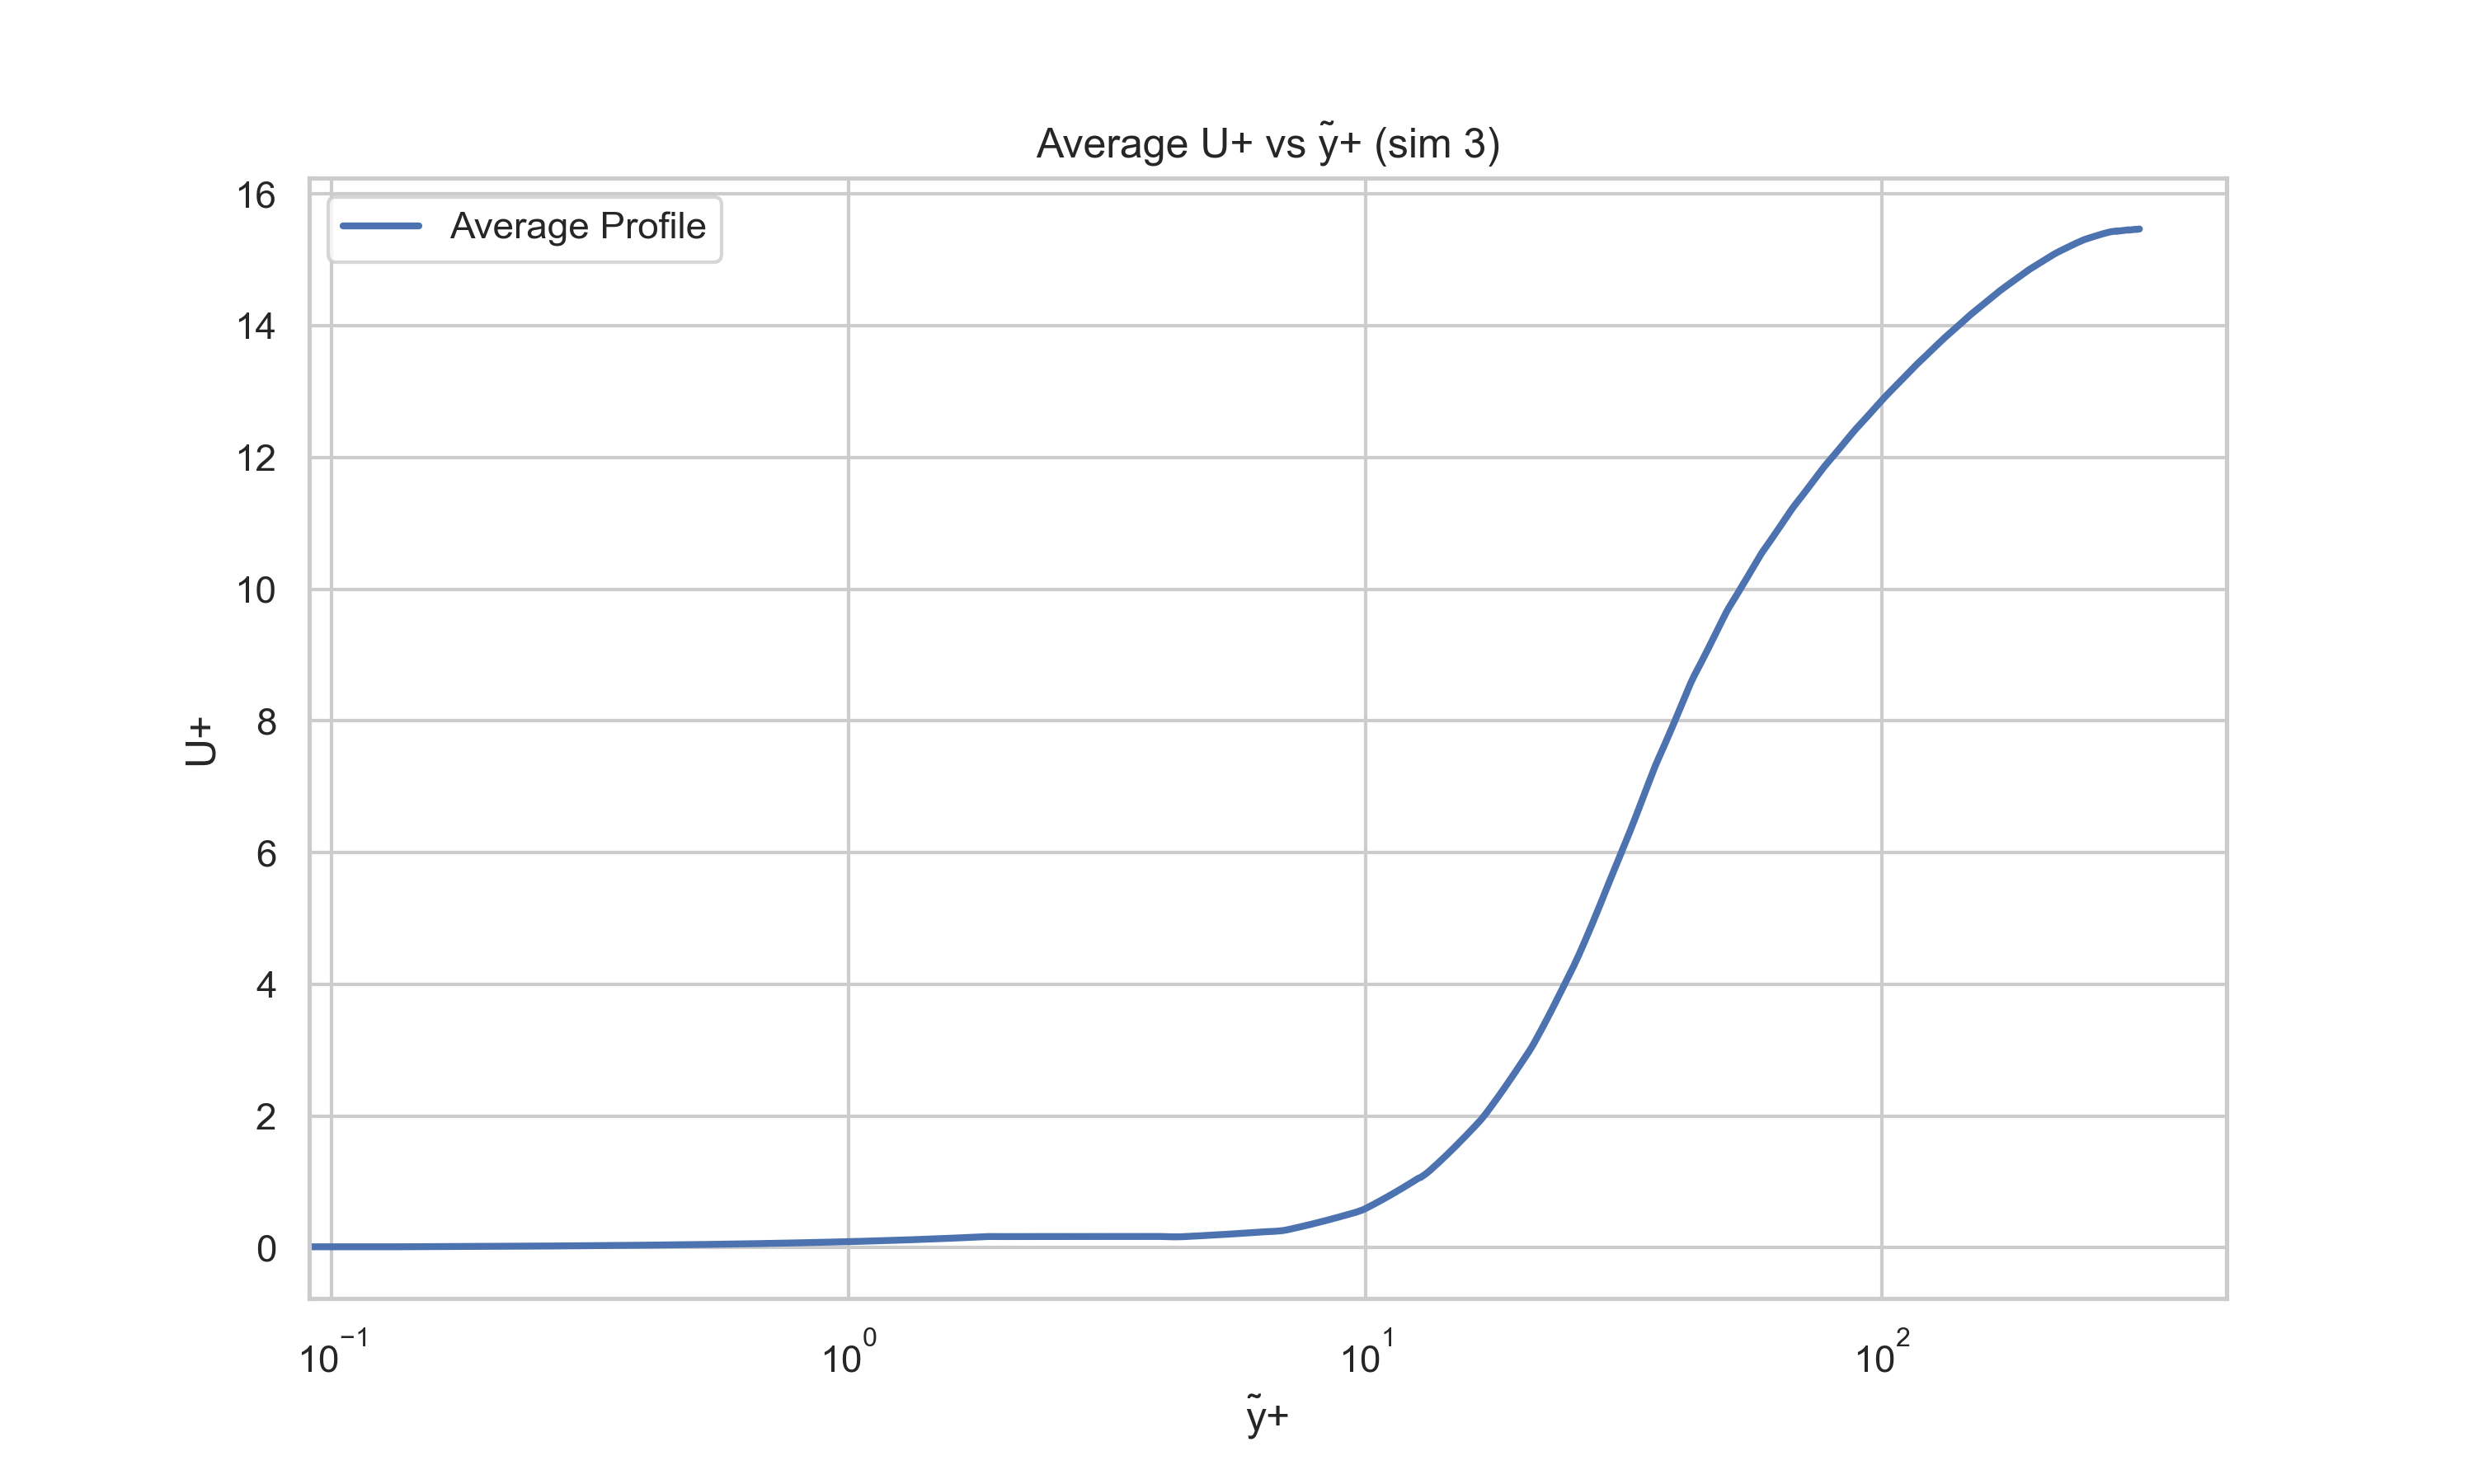 Average U+ vs ỹ+ (sim 3)
Average Profile
16
14
12
10
8
6
4
2
0
U+
10⁻¹ 10⁰ 10¹ 10²
ỹ+